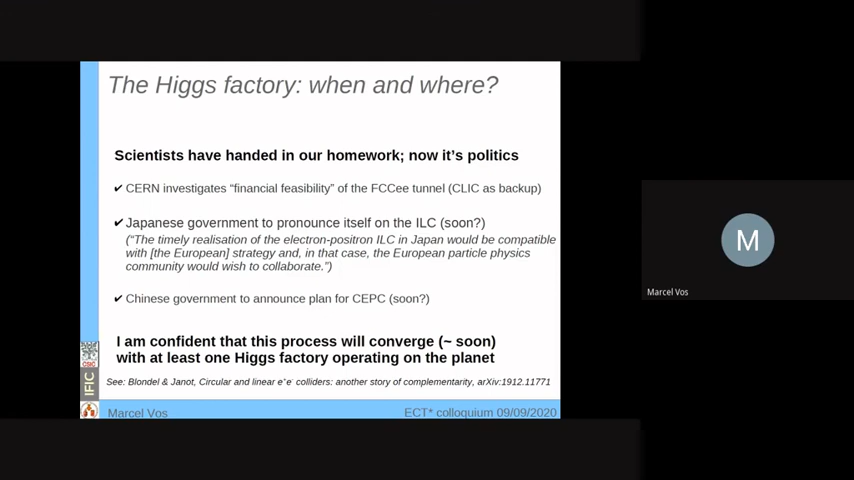 The Higgs factory: when and where?
Scientists have handed in our homework; now it's politics
✔ CERN investigates “financial feasibility” of the FCCee tunnel (CLIC as backup)
✔ Japanese government to pronounce itself on the ILC (soon?)
(“The timely realisation of the electron-positron ILC in Japan would be compatible
with [the European] strategy and, in that case, the European particle physics
community would wish to collaborate.”)
✔ Chinese government to announce plan for CEPC (soon?)
I am confident that this process will converge (~ soon)
with at least one Higgs factory operating on the planet
See: Blondel & Janot, Circular and linear e⁺e⁻ colliders: another story of complementarity, arXiv:1912.11771
CSIC
IFIC
Marcel Vos
ECT* colloquium 09/09/2020
M
Marcel Vos